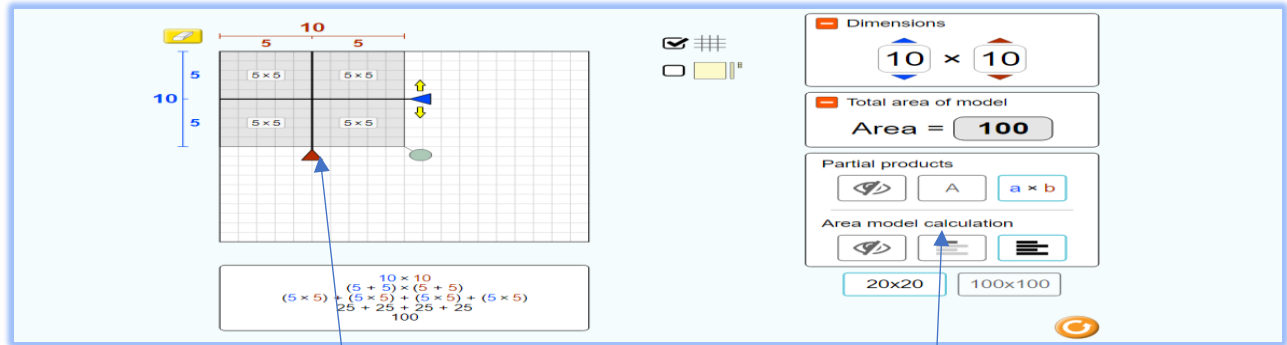 10
5 5
5
10
5
5×5 5×5
5×5 5×5
10 × 10
(5 + 5) × (5 + 5)
(5 × 5) + (5 × 5) + (5 × 5) + (5 × 5)
25 + 25 + 25 + 25
100
Dimensions
10 × 10
Total area of model
Area = 100
Partial products
A a × b
Area model calculation
20x20 100x100